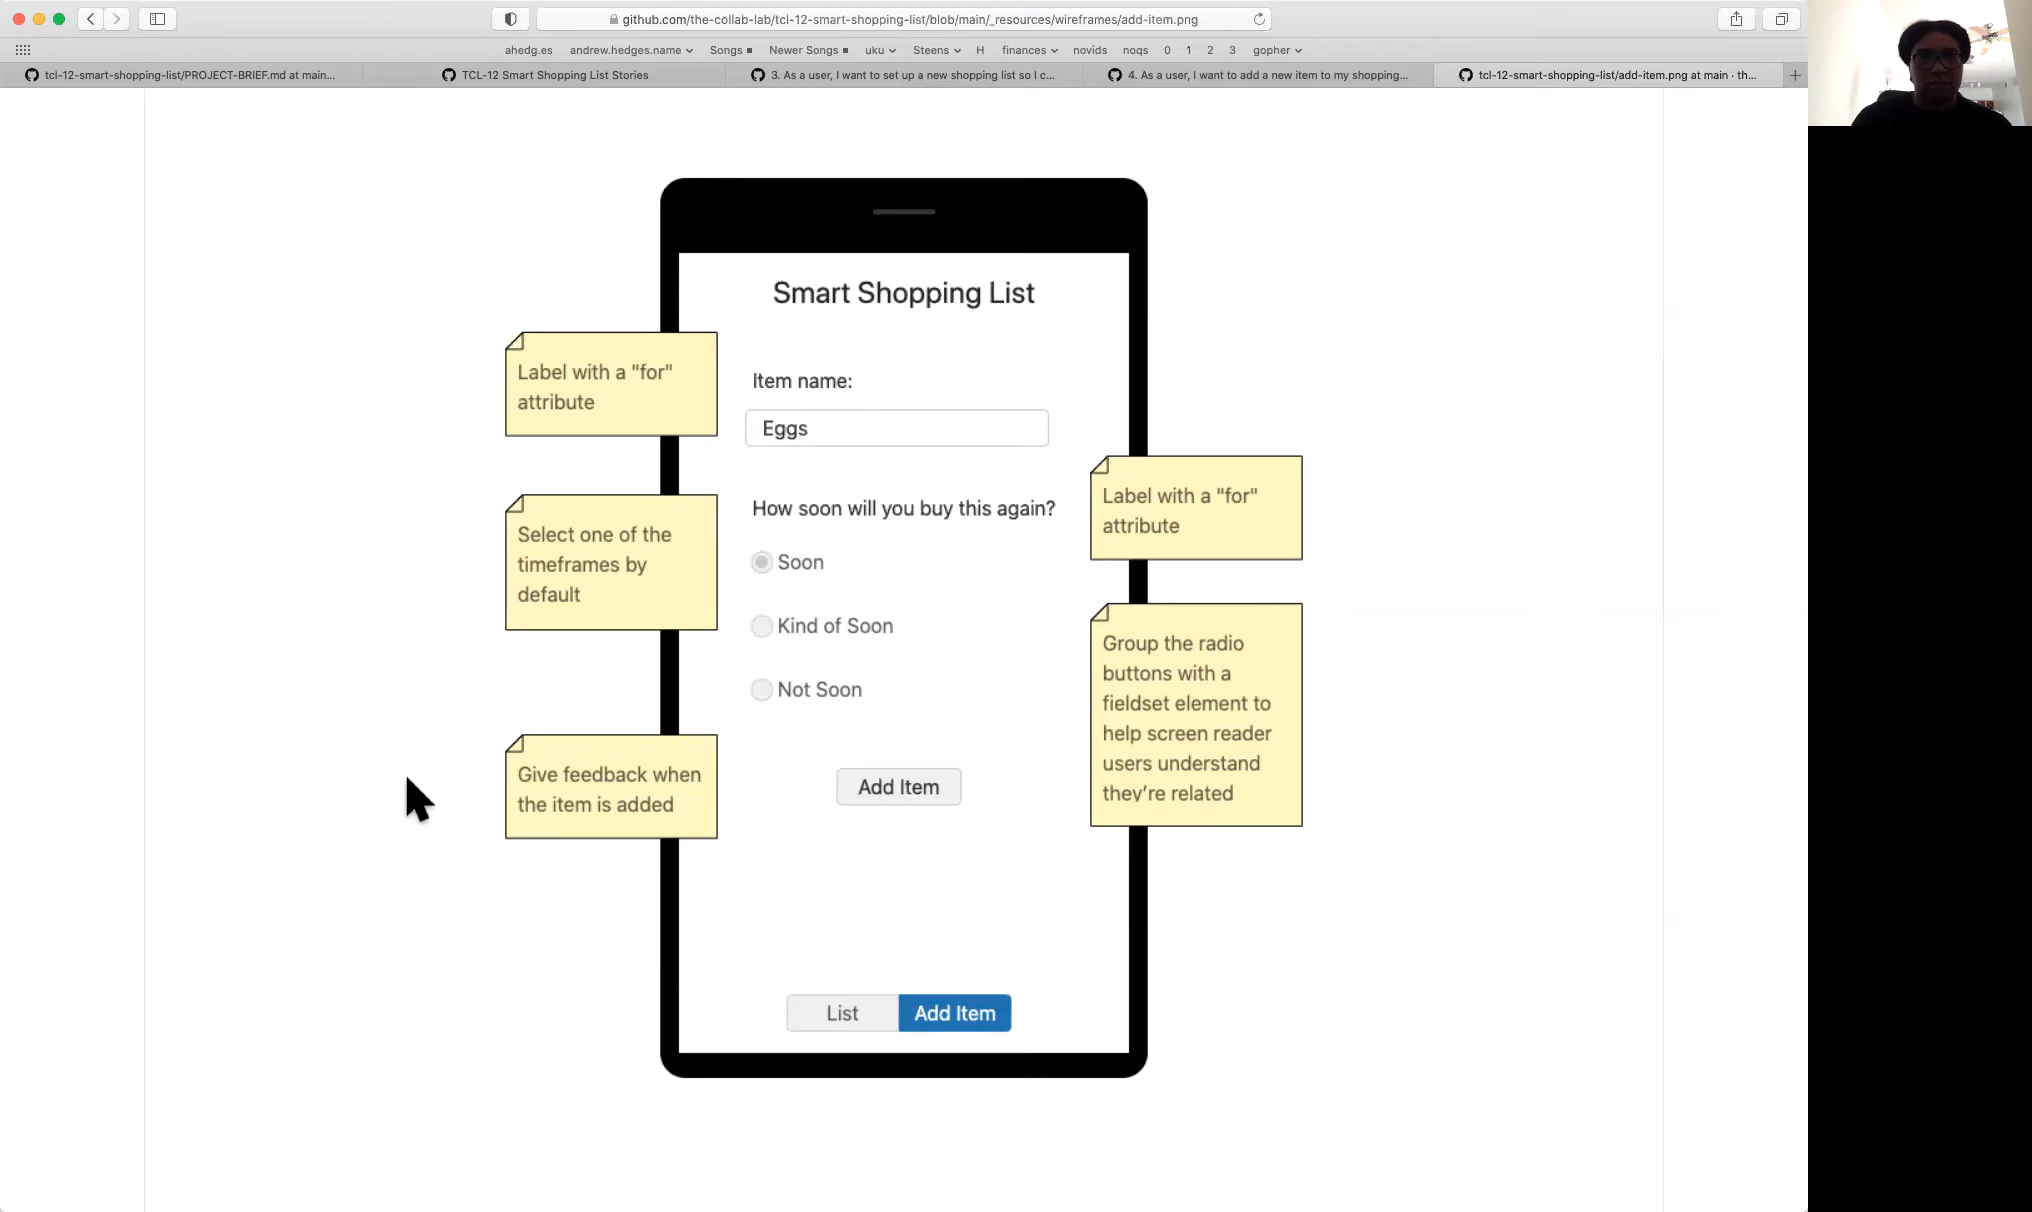 github.com/the-collab-lab/tcl-12-smart-shopping-list/blob/main/_resources/wireframes/add-item.png
ahedg.es andrew.hedges.name Songs Newer Songs uku Steens H finances novids noqs 0 1 2 3 gopher
tcl-12-smart-shopping-list/PROJECT-BRIEF.md at main... TCL-12 Smart Shopping List Stories 3. As a user, I want to set up a new shopping list so I c... 4. As a user, I want to add a new item to my shopping... tcl-12-smart-shopping-list/add-item.png at main · th...
Smart Shopping List
Label with a "for"
attribute
Item name:
Eggs
Label with a "for"
attribute
How soon will you buy this again?
Select one of the
timeframes by
default
Soon
Kind of Soon
Not Soon
Group the radio
buttons with a
fieldset element to
help screen reader
users understand
they're related
Give feedback when
the item is added
Add Item
List Add Item